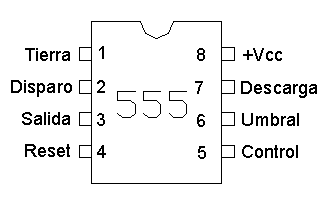 Tierra 1 8 +Vcc
Disparo 2 7 Descarga
555
Salida 3 6 Umbral
Reset 4 5 Control